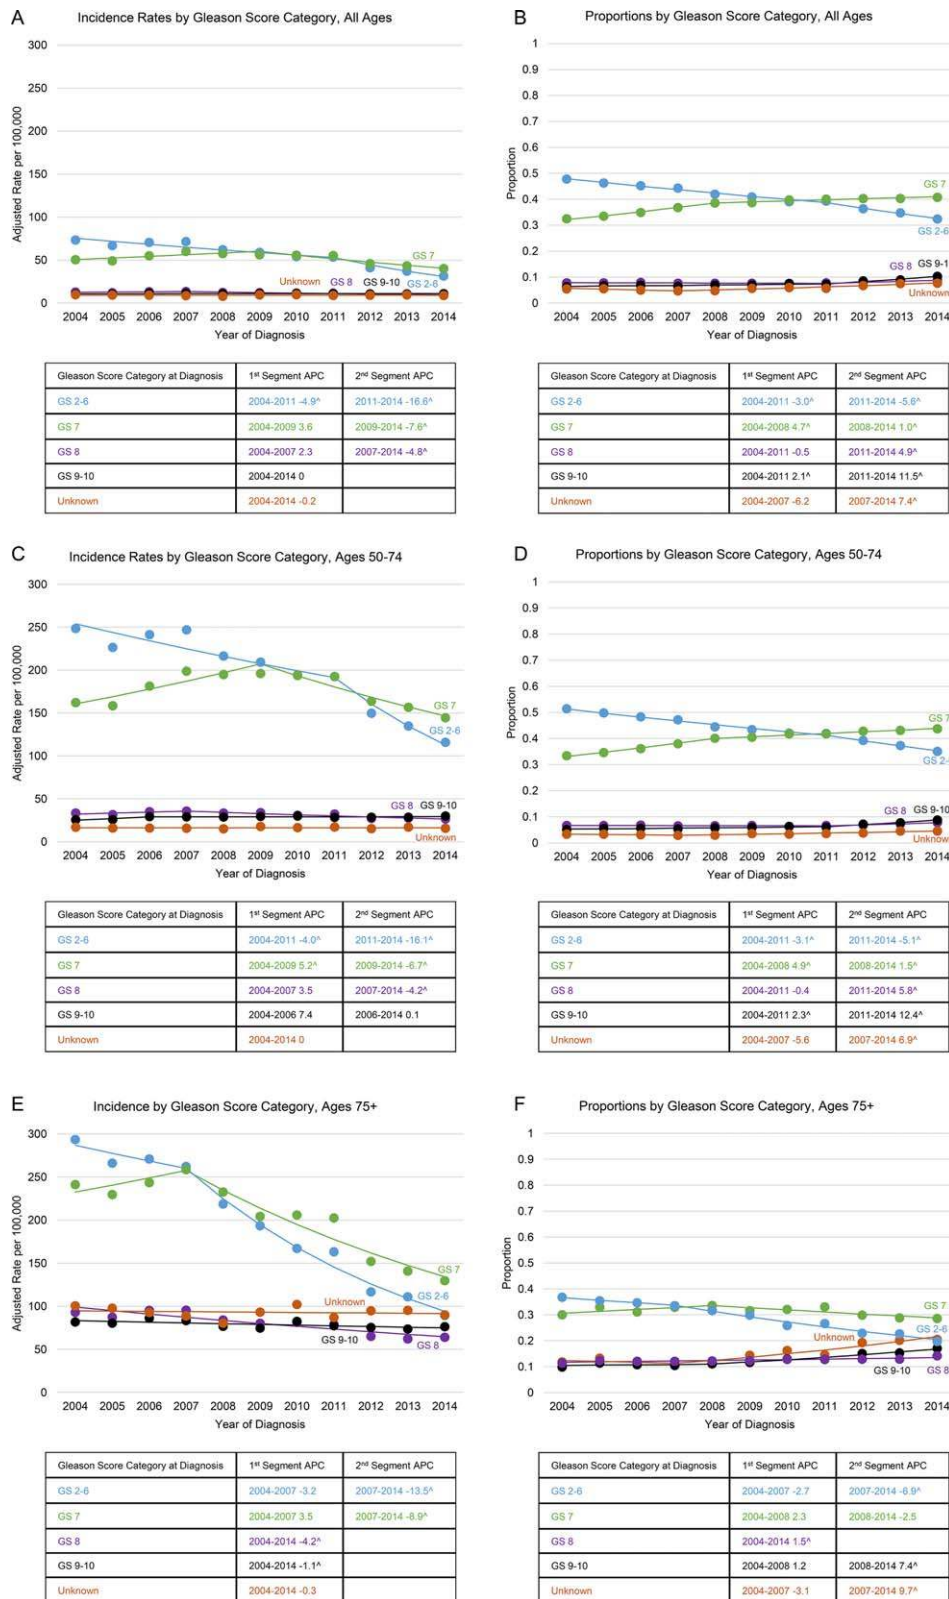 A
Incidence Rates by Gleason Score Category, All Ages
Adjusted Rate per 100,000
300
250
200
150
100
50
0
Unknown GS 8 GS 9-10 GS 2-6
GS 7
2004 2005 2006 2007 2008 2009 2010 2011 2012 2013 2014
Year of Diagnosis
Gleason Score Category at Diagnosis 1st Segment APC 2nd Segment APC
GS 2-6 2004-2011 -4.9^ 2011-2014 -16.6^
GS 7 2004-2009 3.6 2009-2014 -7.6^
GS 8 2004-2007 2.3 2007-2014 -4.8^
GS 9-10 2004-2014 0
Unknown 2004-2014 -0.2
B
Proportions by Gleason Score Category, All Ages
Proportion
1
0.9
0.8
0.7
0.6
0.5
0.4
0.3
0.2
0.1
0
GS 7
GS 2-6
GS 8 GS 9-1
Unknown
2004 2005 2006 2007 2008 2009 2010 2011 2012 2013 2014
Year of Diagnosis
Gleason Score Category at Diagnosis 1st Segment APC 2nd Segment APC
GS 2-6 2004-2011 -3.0^ 2011-2014 -5.6^
GS 7 2004-2008 4.7^ 2008-2014 1.0^
GS 8 2004-2011 -0.5 2011-2014 4.9^
GS 9-10 2004-2011 2.1^ 2011-2014 11.5^
Unknown 2004-2007 -6.2 2007-2014 7.4^
C
Incidence Rates by Gleason Score Category, Ages 50-74
Adjusted Rate per 100,000
300
250
200
150
100
50
0
GS 7
GS 2-6
GS 8 GS 9-10
Unknown
2004 2005 2006 2007 2008 2009 2010 2011 2012 2013 2014
Year of Diagnosis
Gleason Score Category at Diagnosis 1st Segment APC 2nd Segment APC
GS 2-6 2004-2011 -4.0^ 2011-2014 -16.1^
GS 7 2004-2009 5.2^ 2009-2014 -6.7^
GS 8 2004-2007 3.5 2007-2014 -4.2^
GS 9-10 2004-2006 7.4 2006-2014 0.1
Unknown 2004-2014 0
D
Proportions by Gleason Score Category, Ages 50-74
Proportion
1
0.9
0.8
0.7
0.6
0.5
0.4
0.3
0.2
0.1
0
GS 7
GS 2-
GS 8 GS 9-10
Unknow
2004 2005 2006 2007 2008 2009 2010 2011 2012 2013 2014
Year of Diagnosis
Gleason Score Category at Diagnosis 1st Segment APC 2nd Segment APC
GS 2-6 2004-2011 -3.1^ 2011-2014 -5.1^
GS 7 2004-2008 4.9^ 2008-2014 1.5^
GS 8 2004-2011 -0.4 2011-2014 5.8^
GS 9-10 2004-2011 2.3^ 2011-2014 12.4^
Unknown 2004-2007 -5.6 2007-2014 6.9^
E
Incidence by Gleason Score Category, Ages 75+
Adjusted Rate per 100,000
300
250
200
150
100
50
0
GS 7
GS 2-6
Unknown
GS 9-10 GS 8
2004 2005 2006 2007 2008 2009 2010 2011 2012 2013 2014
Year of Diagnosis
Gleason Score Category at Diagnosis 1st Segment APC 2nd Segment APC
GS 2-6 2004-2007 -3.2 2007-2014 -13.5^
GS 7 2004-2007 3.5 2007-2014 -8.9^
GS 8 2004-2014 -4.2^
GS 9-10 2004-2014 -1.1^
Unknown 2004-2014 -0.3
F
Proportions by Gleason Score Category, Ages 75+
Proportion
1
0.9
0.8
0.7
0.6
0.5
0.4
0.3
0.2
0.1
0
GS 7
GS 2-6
Unknown
GS 9-10 GS 8
2004 2005 2006 2007 2008 2009 2010 2011 2012 2013 2014
Year of Diagnosis
Gleason Score Category at Diagnosis 1st Segment APC 2nd Segment APC
GS 2-6 2004-2007 -2.7 2007-2014 -6.9^
GS 7 2004-2008 2.3 2008-2014 -2.5
GS 8 2004-2014 1.5^
GS 9-10 2004-2008 1.2 2008-2014 7.4^
Unknown 2004-2007 -3.1 2007-2014 9.7^